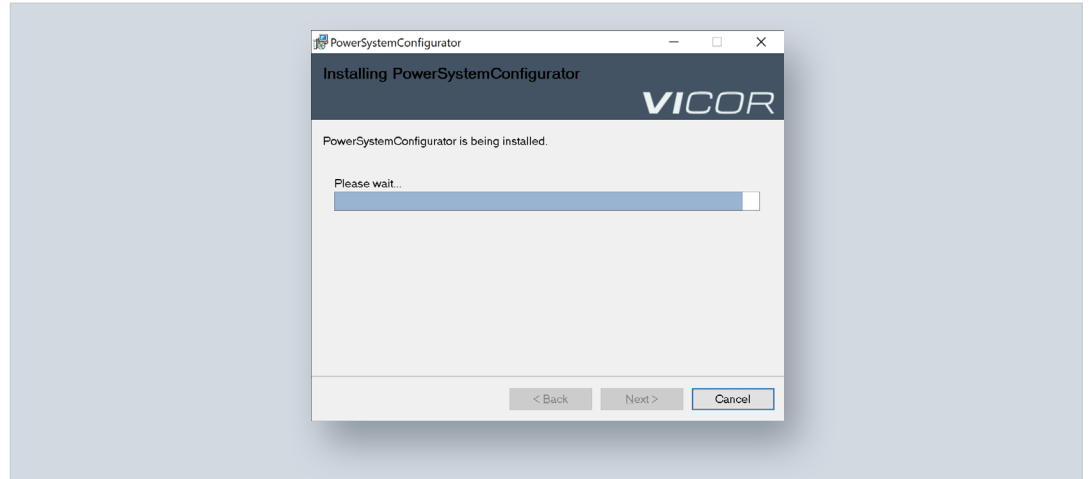 PowerSystemConfigurator
Installing PowerSystemConfigurator
VICOR
PowerSystemConfigurator is being installed.
Please wait...
< Back
Next >
Cancel